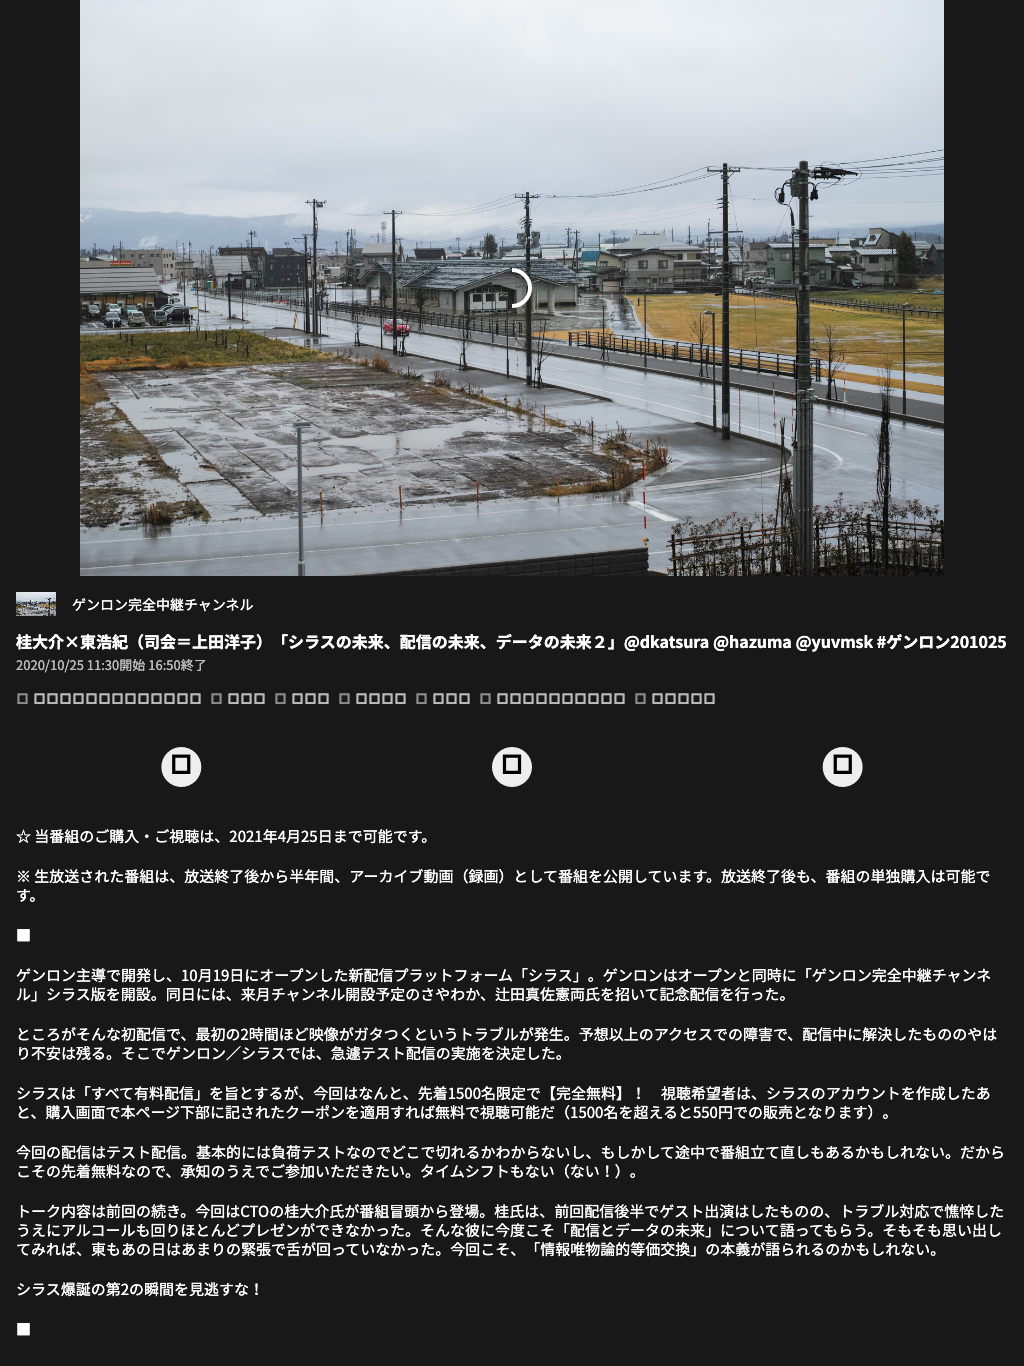 ゲンロン完全中継チャンネル
桂大介×東浩紀（司会＝上田洋子）「シラスの未来、配信の未来、データの未来２」@dkatsura @hazuma @yuvmsk #ゲンロン201025
2020/10/25 11:30開始 16:50終了
☆ 当番組のご購入・ご視聴は、2021年4月25日まで可能です。
※ 生放送された番組は、放送終了後から半年間、アーカイブ動画（録画）として番組を公開しています。放送終了後も、番組の単独購入は可能で
す。
■
ゲンロン主導で開発し、10月19日にオープンした新配信プラットフォーム「シラス」。ゲンロンはオープンと同時に「ゲンロン完全中継チャンネ
ル」シラス版を開設。同日には、来月チャンネル開設予定のさやわか、辻田真佐憲両氏を招いて記念配信を行った。
ところがそんな初配信で、最初の2時間ほど映像がガタつくというトラブルが発生。予想以上のアクセスでの障害で、配信中に解決したもののやは
り不安は残る。そこでゲンロン／シラスでは、急遽テスト配信の実施を決定した。
シラスは「すべて有料配信」を旨とするが、今回はなんと、先着1500名限定で【完全無料】！　視聴希望者は、シラスのアカウントを作成したあ
と、購入画面で本ページ下部に記されたクーポンを適用すれば無料で視聴可能だ（1500名を超えると550円での販売となります）。
今回の配信はテスト配信。基本的には負荷テストなのでどこで切れるかわからないし、もしかして途中で番組立て直しもあるかもしれない。だから
こその先着無料なので、承知のうえでご参加いただきたい。タイムシフトもない（ない！）。
トーク内容は前回の続き。今回はCTOの桂大介氏が番組冒頭から登場。桂氏は、前回配信後半でゲスト出演はしたものの、トラブル対応で憔悴した
うえにアルコールも回りほとんどプレゼンができなかった。そんな彼に今度こそ「配信とデータの未来」について語ってもらう。そもそも思い出し
てみれば、東もあの日はあまりの緊張で舌が回っていなかった。今回こそ、「情報唯物論的等価交換」の本義が語られるのかもしれない。
シラス爆誕の第2の瞬間を見逃すな！
■